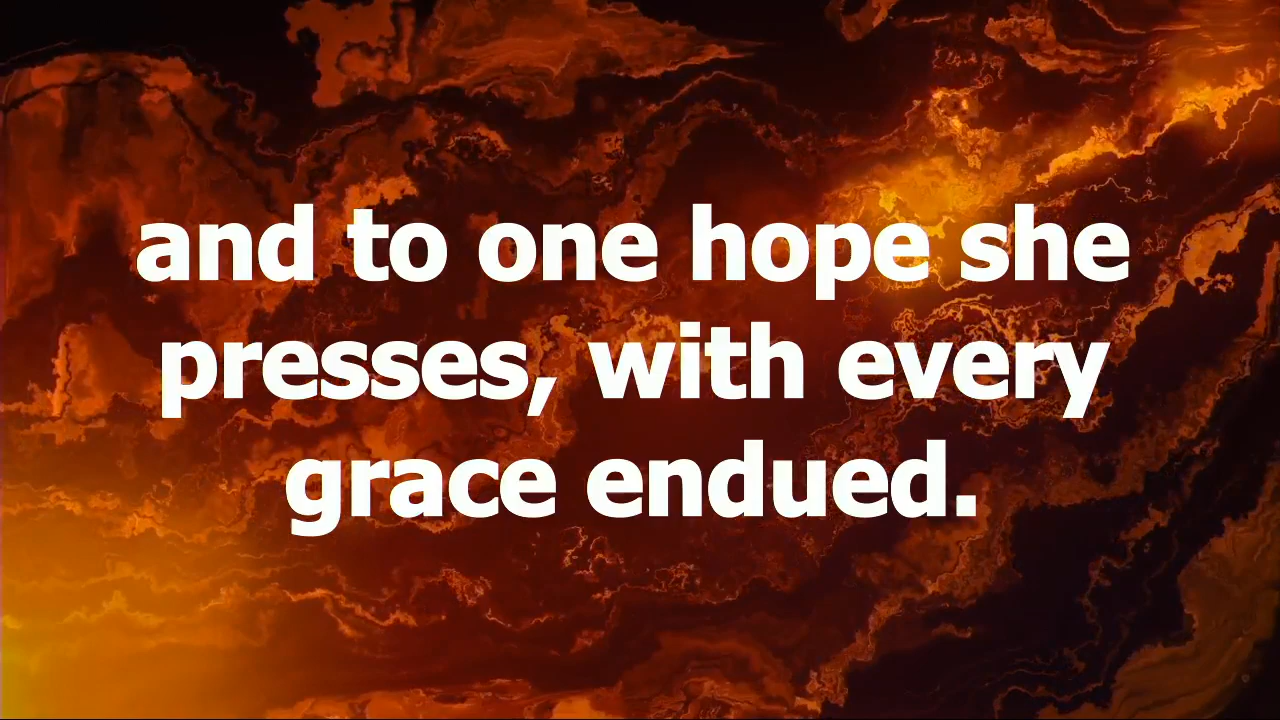 and to one hope she
presses, with every
grace endued.